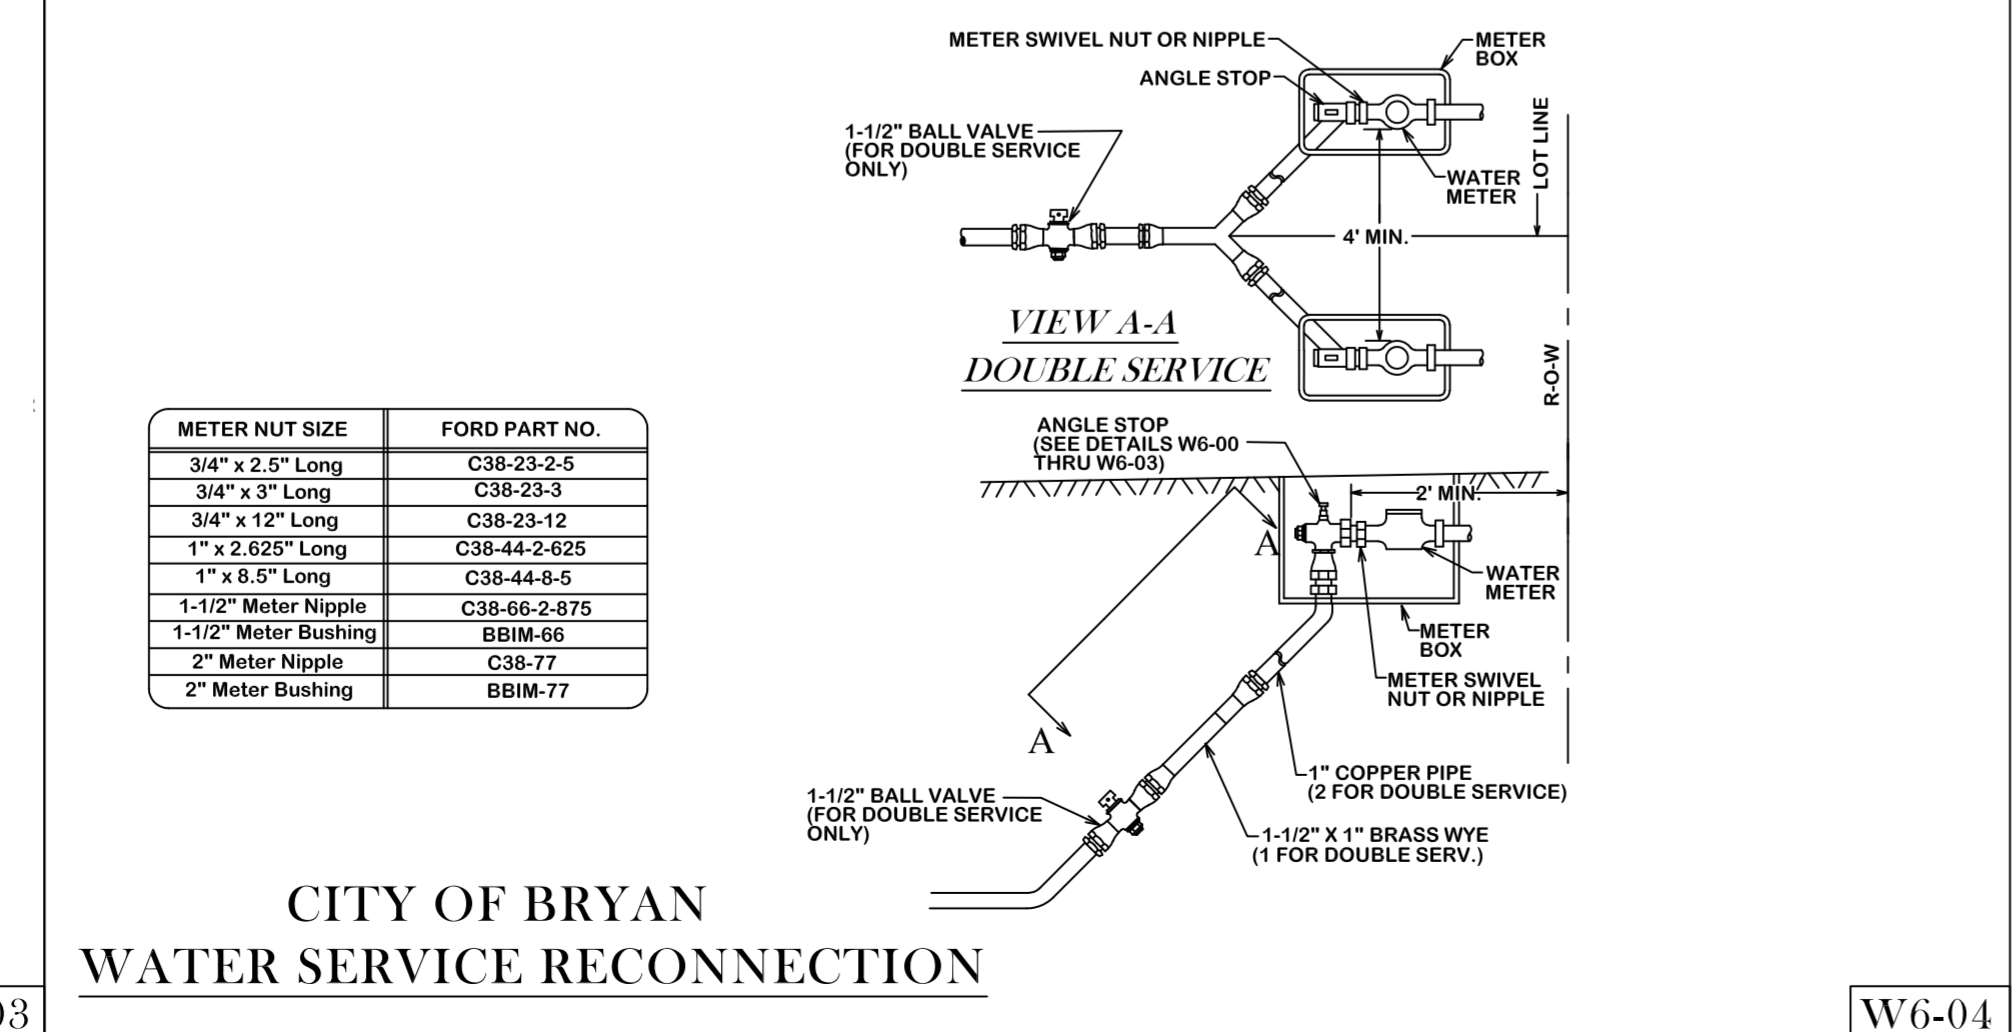 METER SWIVEL NUT OR NIPPLE
METER
BOX
ANGLE STOP
1-1/2" BALL VALVE
(FOR DOUBLE SERVICE
ONLY)
LOT LINE
WATER
METER
4' MIN.
VIEW A-A
DOUBLE SERVICE
R-O-W
METER NUT SIZE FORD PART NO.
3/4" x 2.5" Long C38-23-2-5
3/4" x 3" Long C38-23-3
3/4" x 12" Long C38-23-12
1" x 2.625" Long C38-44-2-625
1" x 8.5" Long C38-44-8-5
1-1/2" Meter Nipple C38-66-2-875
1-1/2" Meter Bushing BBIM-66
2" Meter Nipple C38-77
2" Meter Bushing BBIM-77
ANGLE STOP
(SEE DETAILS W6-00
THRU W6-03)
2' MIN.
A
WATER
METER
METER
BOX
METER SWIVEL
NUT OR NIPPLE
A
1" COPPER PIPE
(2 FOR DOUBLE SERVICE)
1-1/2" BALL VALVE
(FOR DOUBLE SERVICE
ONLY)
1-1/2" X 1" BRASS WYE
(1 FOR DOUBLE SERV.)
CITY OF BRYAN
WATER SERVICE RECONNECTION
03
W6-04